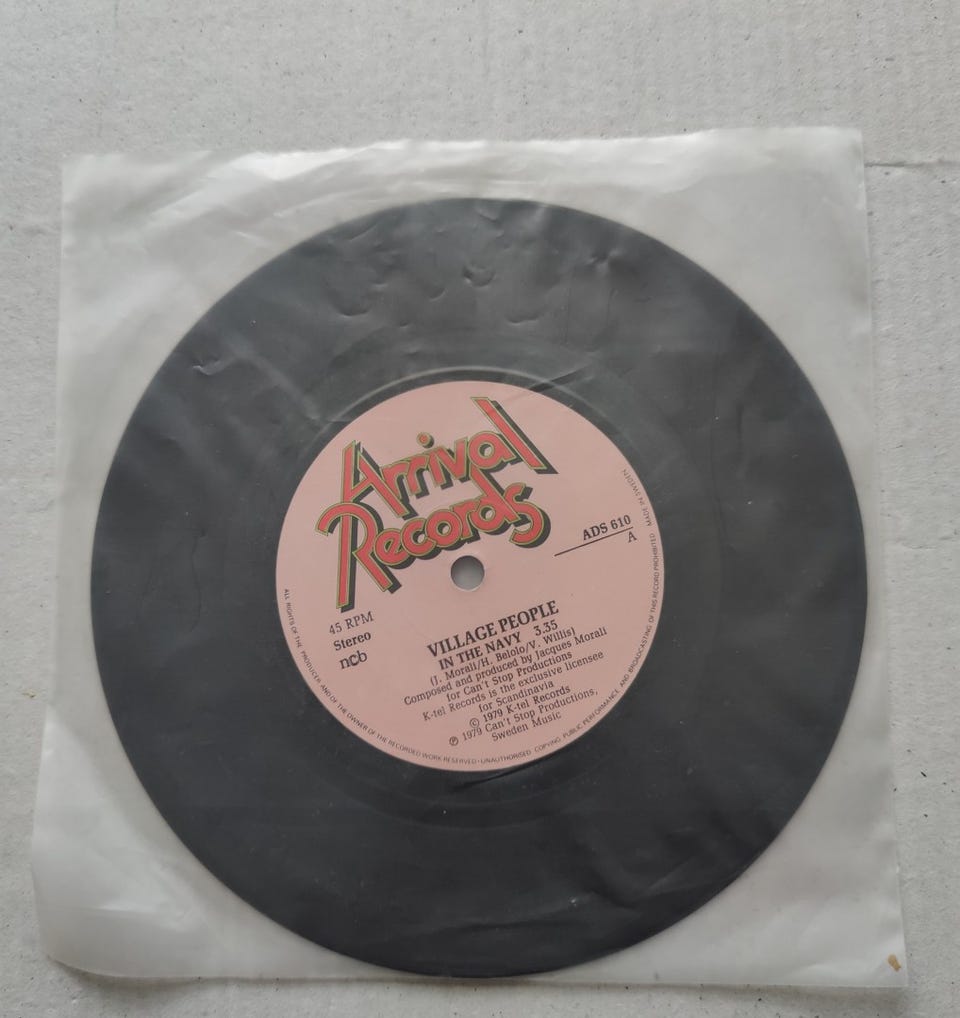 Arrival
Records
ADS 610
A
45 RPM
Stereo
ncb
VILLAGE PEOPLE
IN THE NAVY 3.35
(J. Morali/H. Belolo/V. Willis)
Composed and produced by Jacques Morali
for Can't Stop Productions
K-tel Records is the exclusive licensee
for Scandinavia
© 1979 K-tel Records
℗ 1979 Can't Stop Productions,
Sweden Music
ALL RIGHTS OF THE PRODUCER AND OF THE OWNER OF THE RECORDED WORK RESERVED · UNAUTHORISED COPYING PUBLIC PERFORMANCE AND BROADCASTING OF THIS RECORD PROHIBITED MADE IN SWEDEN